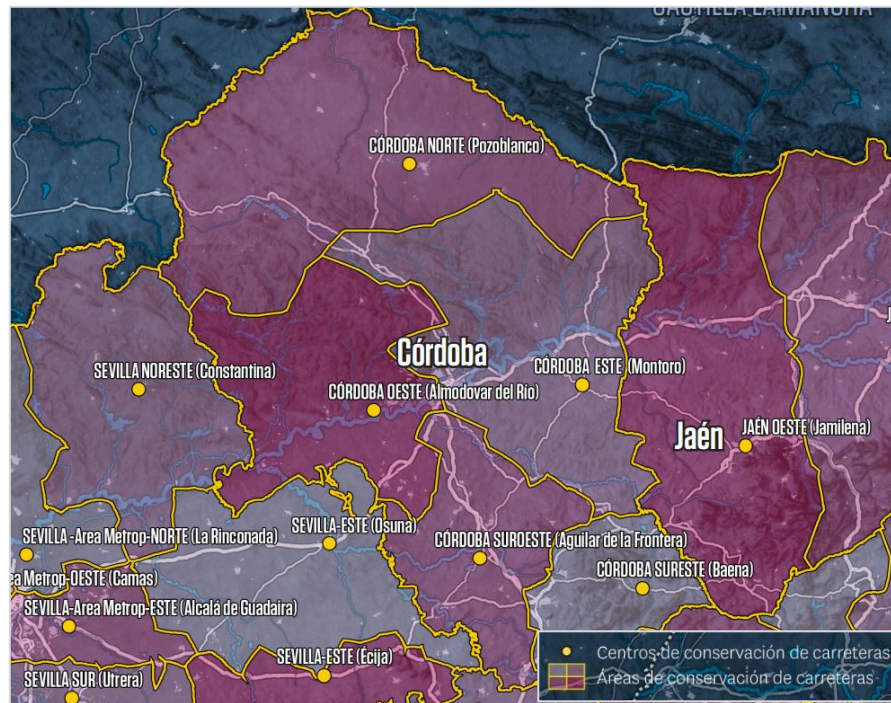 CASTILLA LA MANCHA
CÓRDOBA NORTE (Pozoblanco)
Córdoba
SEVILLA NORESTE (Constantina)
CÓRDOBA ESTE (Montoro)
CÓRDOBA OESTE (Almodovar del Río)
Jaén
JAÉN OESTE (Jamilena)
SEVILLA -Area Metrop-NORTE (La Rinconada)
SEVILLA-ESTE (Osuna)
CÓRDOBA SUROESTE (Aguilar de la Frontera)
CÓRDOBA SURESTE (Baena)
ea Metrop-OESTE (Camas)
SEVILLA-Area Metrop-ESTE (Alcalá de Guadaira)
SEVILLA-ESTE (Écija)
SEVILLA SUR (Utrera)
Centros de conservación de carreteras
Áreas de conservación de carreteras